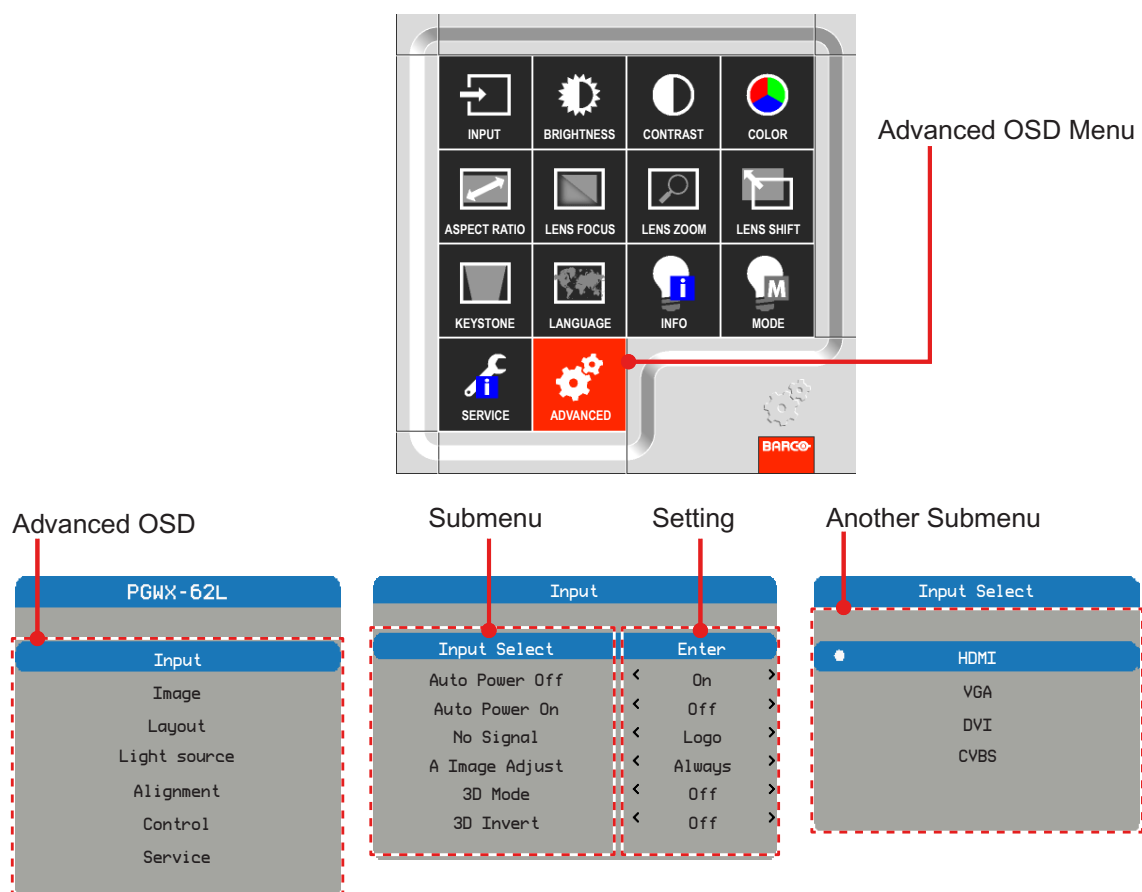 INPUT
BRIGHTNESS
CONTRAST
COLOR
Advanced OSD Menu
ASPECT RATIO
LENS FOCUS
LENS ZOOM
LENS SHIFT
i
M
KEYSTONE
LANGUAGE
INFO
MODE
i
SERVICE
ADVANCED
BARCO
Advanced OSD
Submenu
Setting
Another Submenu
PGWX-62L
Input
Image
Layout
Light source
Alignment
Control
Service
Input
Input Select Enter
Auto Power Off < On >
Auto Power On < Off >
No Signal < Logo >
A Image Adjust < Always >
3D Mode < Off >
3D Invert < Off >
Input Select
HDMI
VGA
DVI
CVBS